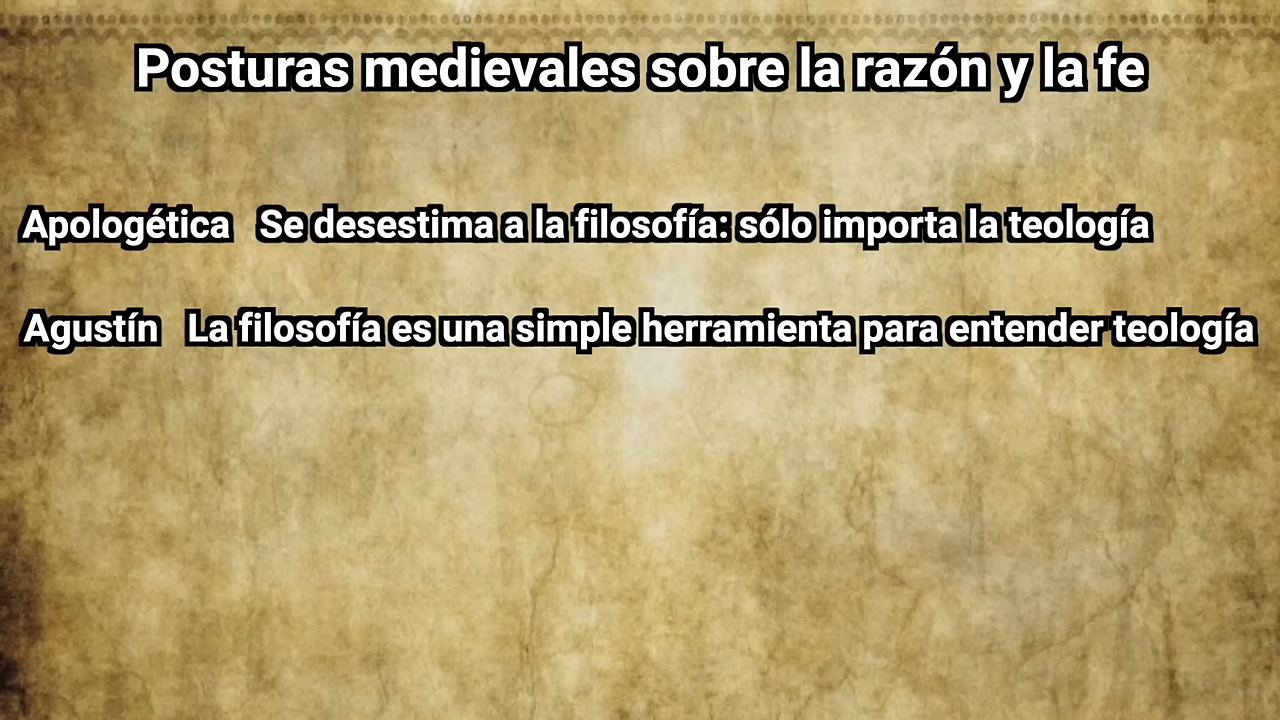 Posturas medievales sobre la razón y la fe
Apologética Se desestima a la filosofía: sólo importa la teología
Agustín La filosofía es una simple herramienta para entender teología